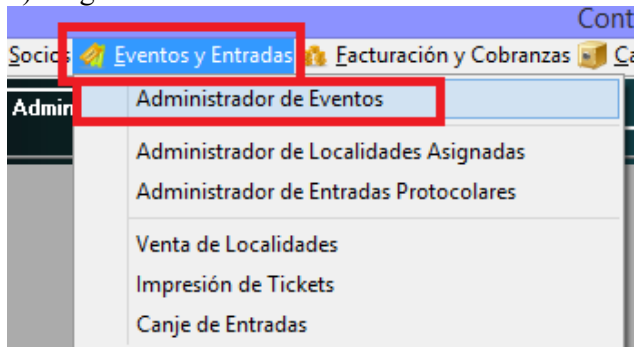 Cont
Socios Eventos y Entradas Facturación y Cobranzas
Admin
Administrador de Eventos
Administrador de Localidades Asignadas
Administrador de Entradas Protocolares
Venta de Localidades
Impresión de Tickets
Canje de Entradas